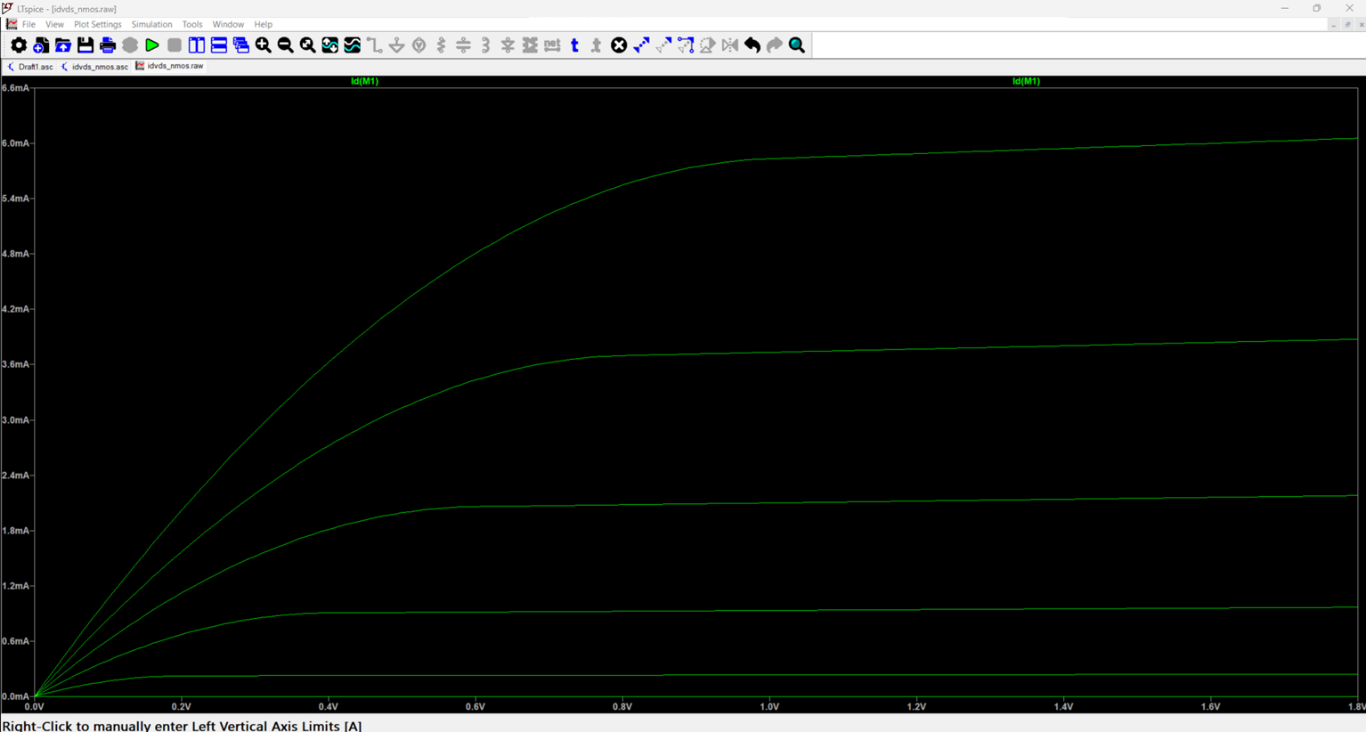 LTspice - [idvds_nmos.raw]
File View Plot Settings Simulation Tools Window Help
net t
Draft1.asc idvds_nmos.asc idvds_nmos.raw
Id(M1) Id(M1)
6.6mA
6.0mA
5.4mA
4.8mA
4.2mA
3.6mA
3.0mA
2.4mA
1.8mA
1.2mA
0.6mA
0.0mA
0.0V 0.2V 0.4V 0.6V 0.8V 1.0V 1.2V 1.4V 1.6V 1.8V
Right-Click to manually enter Left Vertical Axis Limits [A]